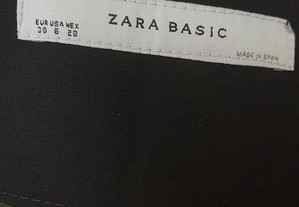 ZARA BASIC
EUR USA MEX
38 6 28
MADE IN SPAIN